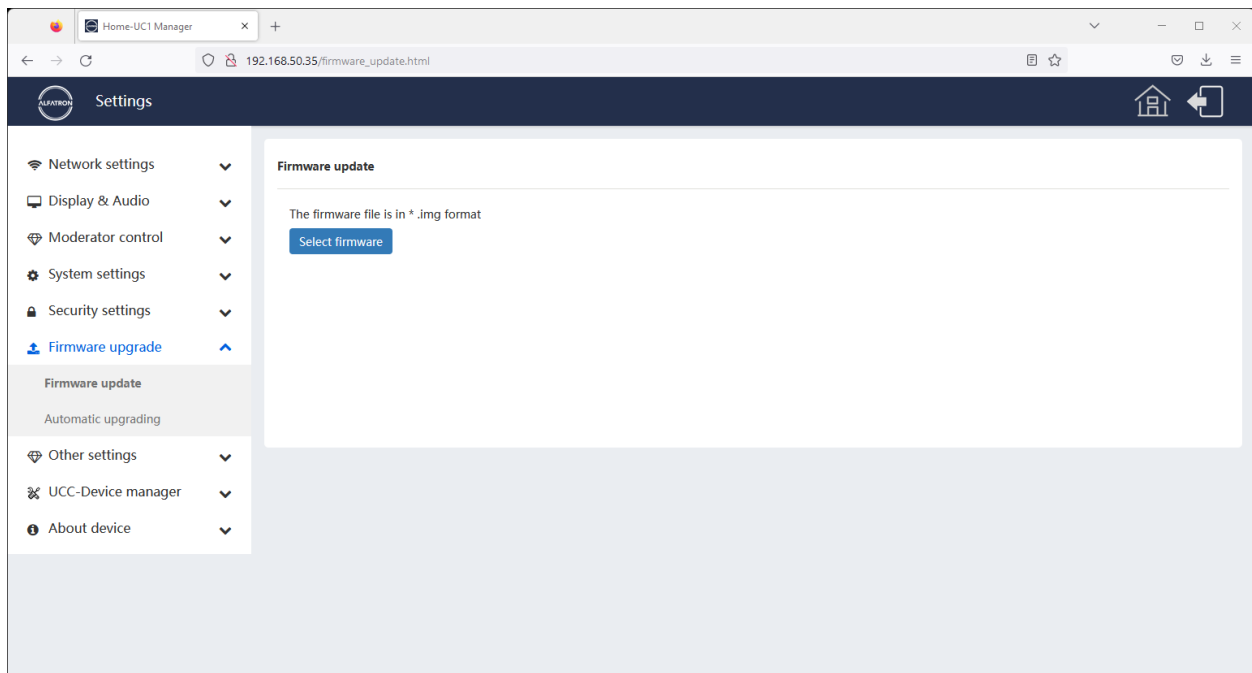 Home-UC1 Manager
192.168.50.35/firmware_update.html
ALFATRON
Settings
Network settings
Display & Audio
Moderator control
System settings
Security settings
Firmware upgrade
Firmware update
Automatic upgrading
Other settings
UCC-Device manager
About device
Firmware update
The firmware file is in * .img format
Select firmware